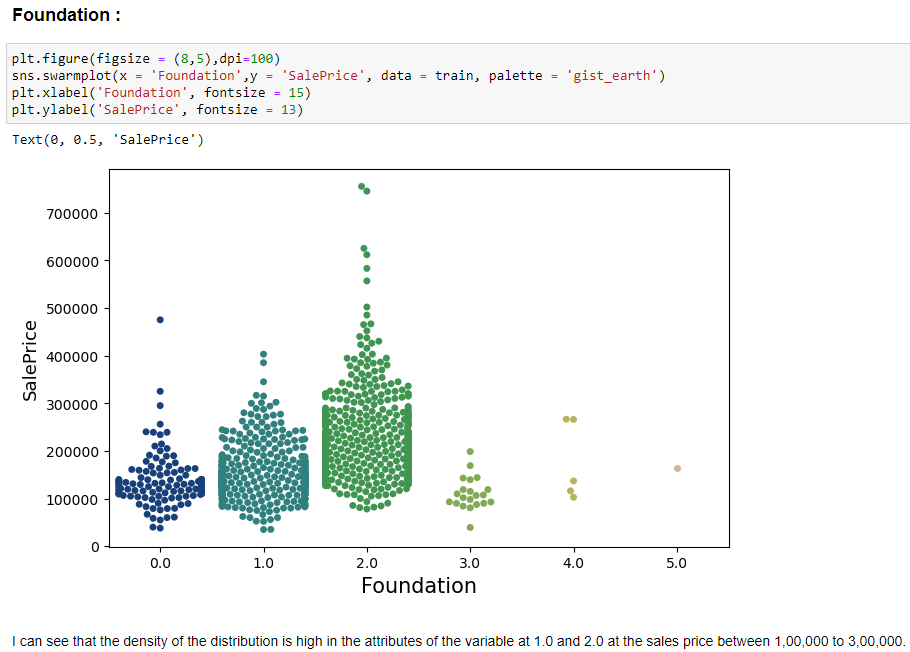 Foundation :
plt.figure(figsize = (8,5),dpi=100)
sns.swarmplot(x = 'Foundation',y = 'SalePrice', data = train, palette = 'gist_earth')
plt.xlabel('Foundation', fontsize = 15)
plt.ylabel('SalePrice', fontsize = 13)
Text(0, 0.5, 'SalePrice')
700000
600000
500000
400000
300000
200000
100000
0
SalePrice
0.0 1.0 2.0 3.0 4.0 5.0
Foundation
I can see that the density of the distribution is high in the attributes of the variable at 1.0 and 2.0 at the sales price between 1,00,000 to 3,00,000.